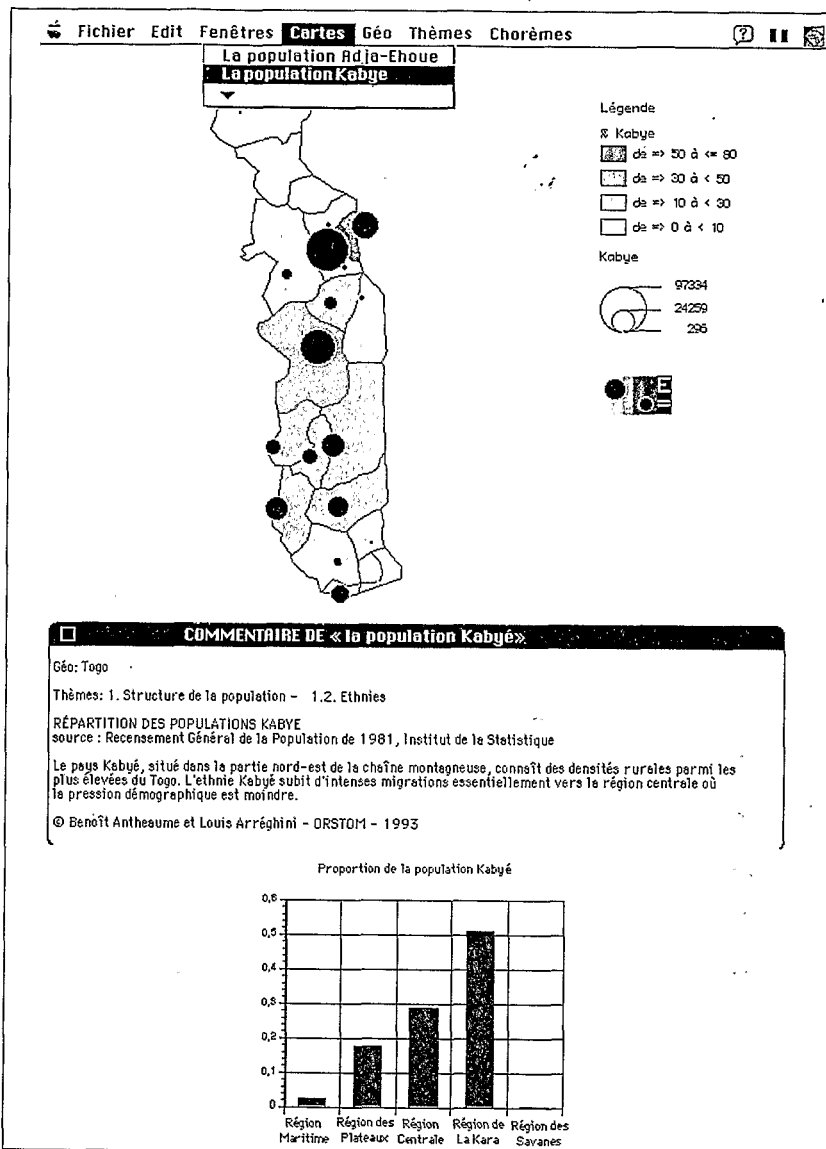 Fichier Edit Fenêtres Cartes Géo Thèmes Chorèmes
La population Adja-Ehoue
La population Kabye
Légende
% Kabye
de => 50 à <= 80
de => 30 à < 50
de => 10 à < 30
de => 0 à < 10
Kabye
97334
24259
296
E
COMMENTAIRE DE « la population Kabyé»
Géo: Togo
Thèmes: 1. Structure de la population - 1.2. Ethnies
RÉPARTITION DES POPULATIONS KABYE
source : Recensement Général de la Population de 1981, Institut de la Statistique
Le pays Kabyé, situé dans la partie nord-est de la chaîne montagneuse, connaît des densités rurales parmi les
plus élevées du Togo. L'ethnie Kabyé subit d'intenses migrations essentiellement vers la région centrale où
la pression démographique est moindre.
© Benoît Antheaume et Louis Arréghini - ORSTOM - 1993
Proportion de la population Kabyé
0,6
0,5
0,4
0,3
0,2
0,1
0
Région Maritime
Région des Plateaux
Région Centrale
Région de La Kara
Région des Savanes